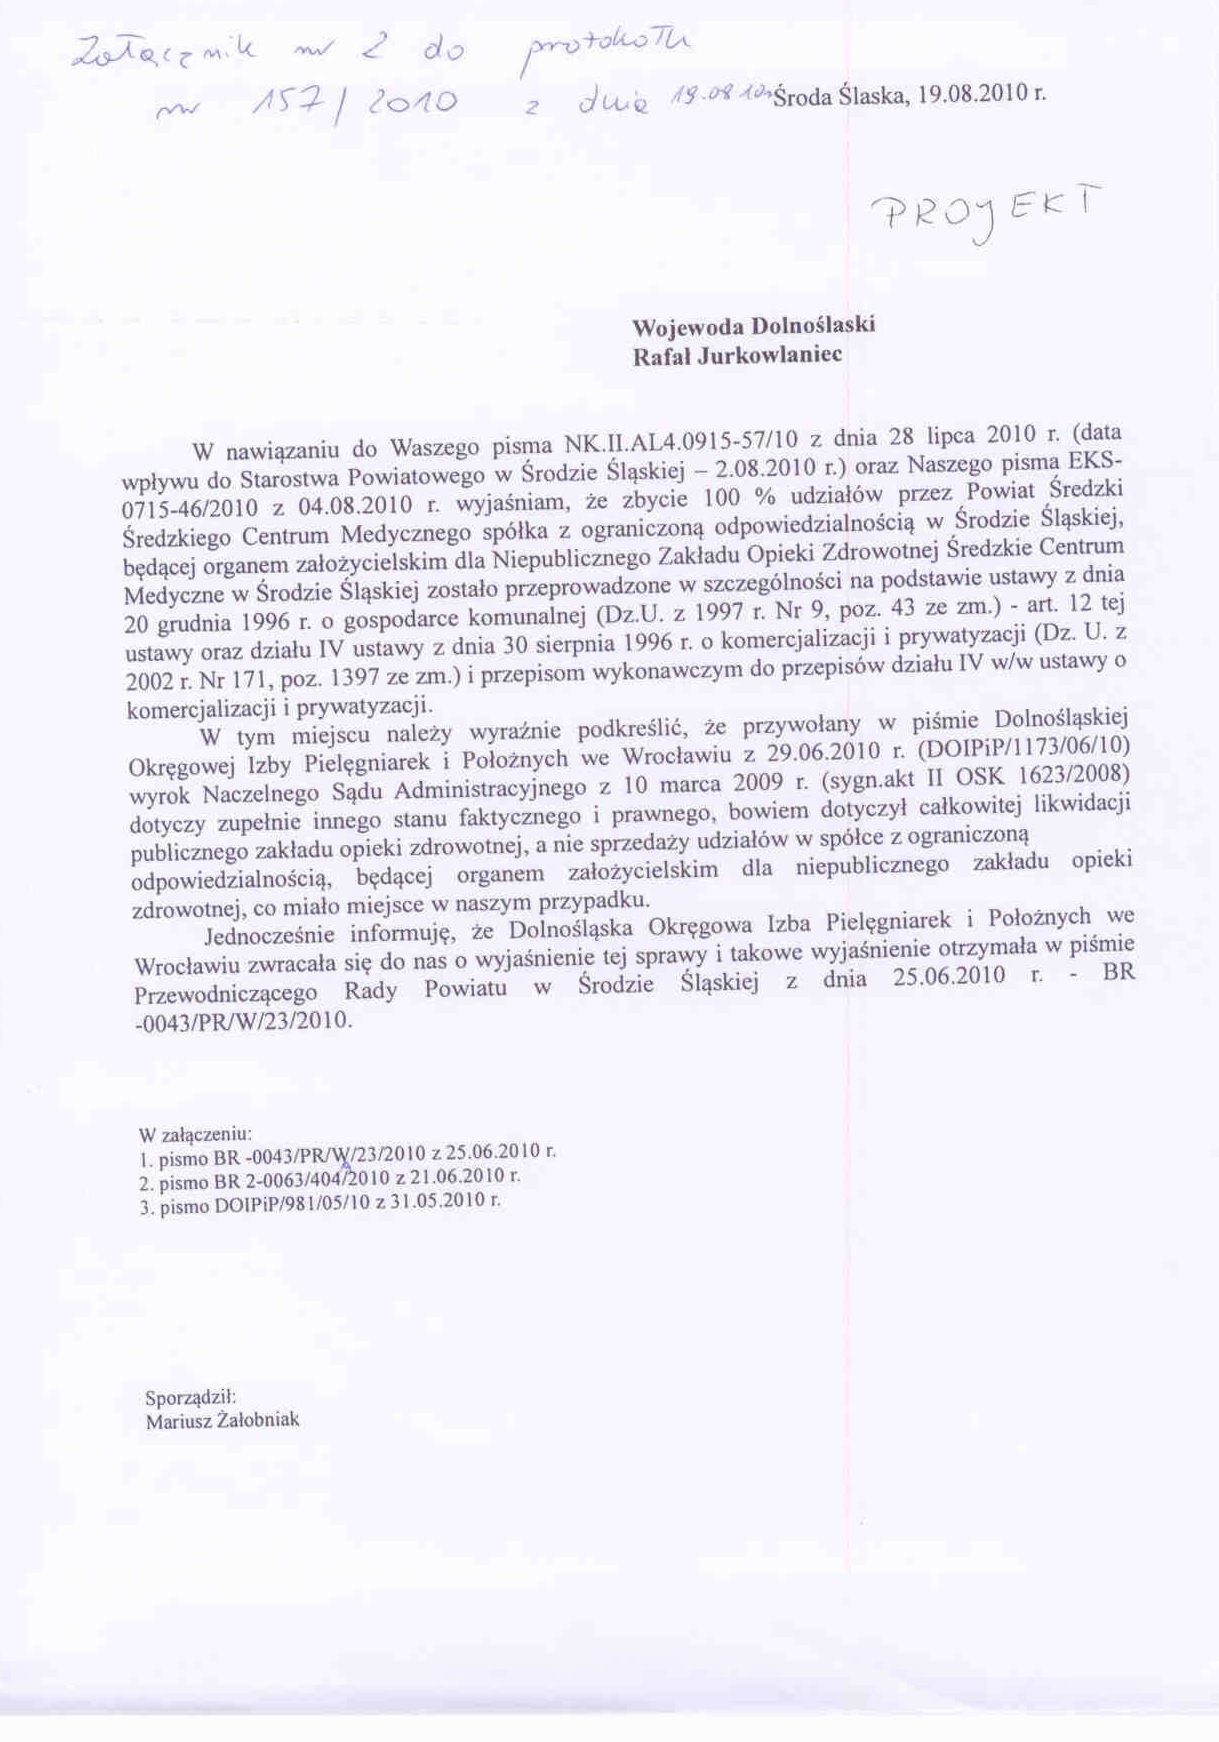 Załącznik nr 2 do protokołu
nr 157/2010 z dnia 19.08.10r
Środa Ślaska, 19.08.2010 r.
PROJEKT
Wojewoda Dolnoślaski
Rafał Jurkowlaniec
W nawiązaniu do Waszego pisma NK.II.AL4.0915-57/10 z dnia 28 lipca 2010 r. (data
wpływu do Starostwa Powiatowego w Środzie Śląskiej – 2.08.2010 r.) oraz Naszego pisma EKS-
0715-46/2010 z 04.08.2010 r. wyjaśniam, że zbycie 100 % udziałów przez Powiat Średzki
Średzkiego Centrum Medycznego spółka z ograniczoną odpowiedzialnością w Środzie Śląskiej,
będącej organem założycielskim dla Niepublicznego Zakładu Opieki Zdrowotnej Średzkie Centrum
Medyczne w Środzie Śląskiej zostało przeprowadzone w szczególności na podstawie ustawy z dnia
20 grudnia 1996 r. o gospodarce komunalnej (Dz.U. z 1997 r. Nr 9, poz. 43 ze zm.) - art. 12 tej
ustawy oraz działu IV ustawy z dnia 30 sierpnia 1996 r. o komercjalizacji i prywatyzacji (Dz. U. z
2002 r. Nr 171, poz. 1397 ze zm.) i przepisom wykonawczym do przepisów działu IV w/w ustawy o
komercjalizacji i prywatyzacji.
W tym miejscu należy wyraźnie podkreślić, że przywołany w piśmie Dolnośląskiej
Okręgowej Izby Pielęgniarek i Położnych we Wrocławiu z 29.06.2010 r. (DOIPiP/1173/06/10)
wyrok Naczelnego Sądu Administracyjnego z 10 marca 2009 r. (sygn.akt II OSK 1623/2008)
dotyczy zupełnie innego stanu faktycznego i prawnego, bowiem dotyczył całkowitej likwidacji
publicznego zakładu opieki zdrowotnej, a nie sprzedaży udziałów w spółce z ograniczoną
odpowiedzialnością, będącej organem założycielskim dla niepublicznego zakładu opieki
zdrowotnej, co miało miejsce w naszym przypadku.
Jednocześnie informuję, że Dolnośląska Okręgowa Izba Pielęgniarek i Położnych we
Wrocławiu zwracała się do nas o wyjaśnienie tej sprawy i takowe wyjaśnienie otrzymała w piśmie
Przewodniczącego Rady Powiatu w Środzie Śląskiej z dnia 25.06.2010 r. - BR
-0043/PR/W/23/2010.
W załączeniu:
1. pismo BR -0043/PR/W/23/2010 z 25.06.2010 r.
2. pismo BR 2-0063/404/2010 z 21.06.2010 r.
3. pismo DOIPiP/981/05/10 z 31.05.2010 r.
Sporządził:
Mariusz Żałobniak